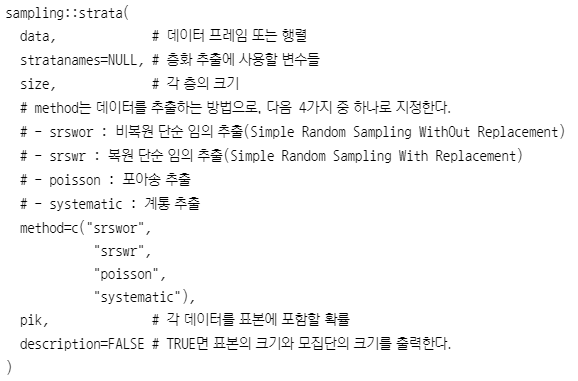 sampling::strata(
  data,              # 데이터 프레임 또는 행렬
  stratanames=NULL, # 층화 추출에 사용할 변수들
  size,              # 각 층의 크기
  # method는 데이터를 추출하는 방법으로, 다음 4가지 중 하나로 지정한다.
  # - srswor : 비복원 단순 임의 추출(Simple Random Sampling WithOut Replacement)
  # - srswr : 복원 단순 임의 추출(Simple Random Sampling With Replacement)
  # - poisson : 포아송 추출
  # - systematic : 계통 추출
  method=c("srswor",
           "srswr",
           "poisson",
           "systematic"),
  pik,               # 각 데이터를 표본에 포함할 확률
  description=FALSE # TRUE면 표본의 크기와 모집단의 크기를 출력한다.
)